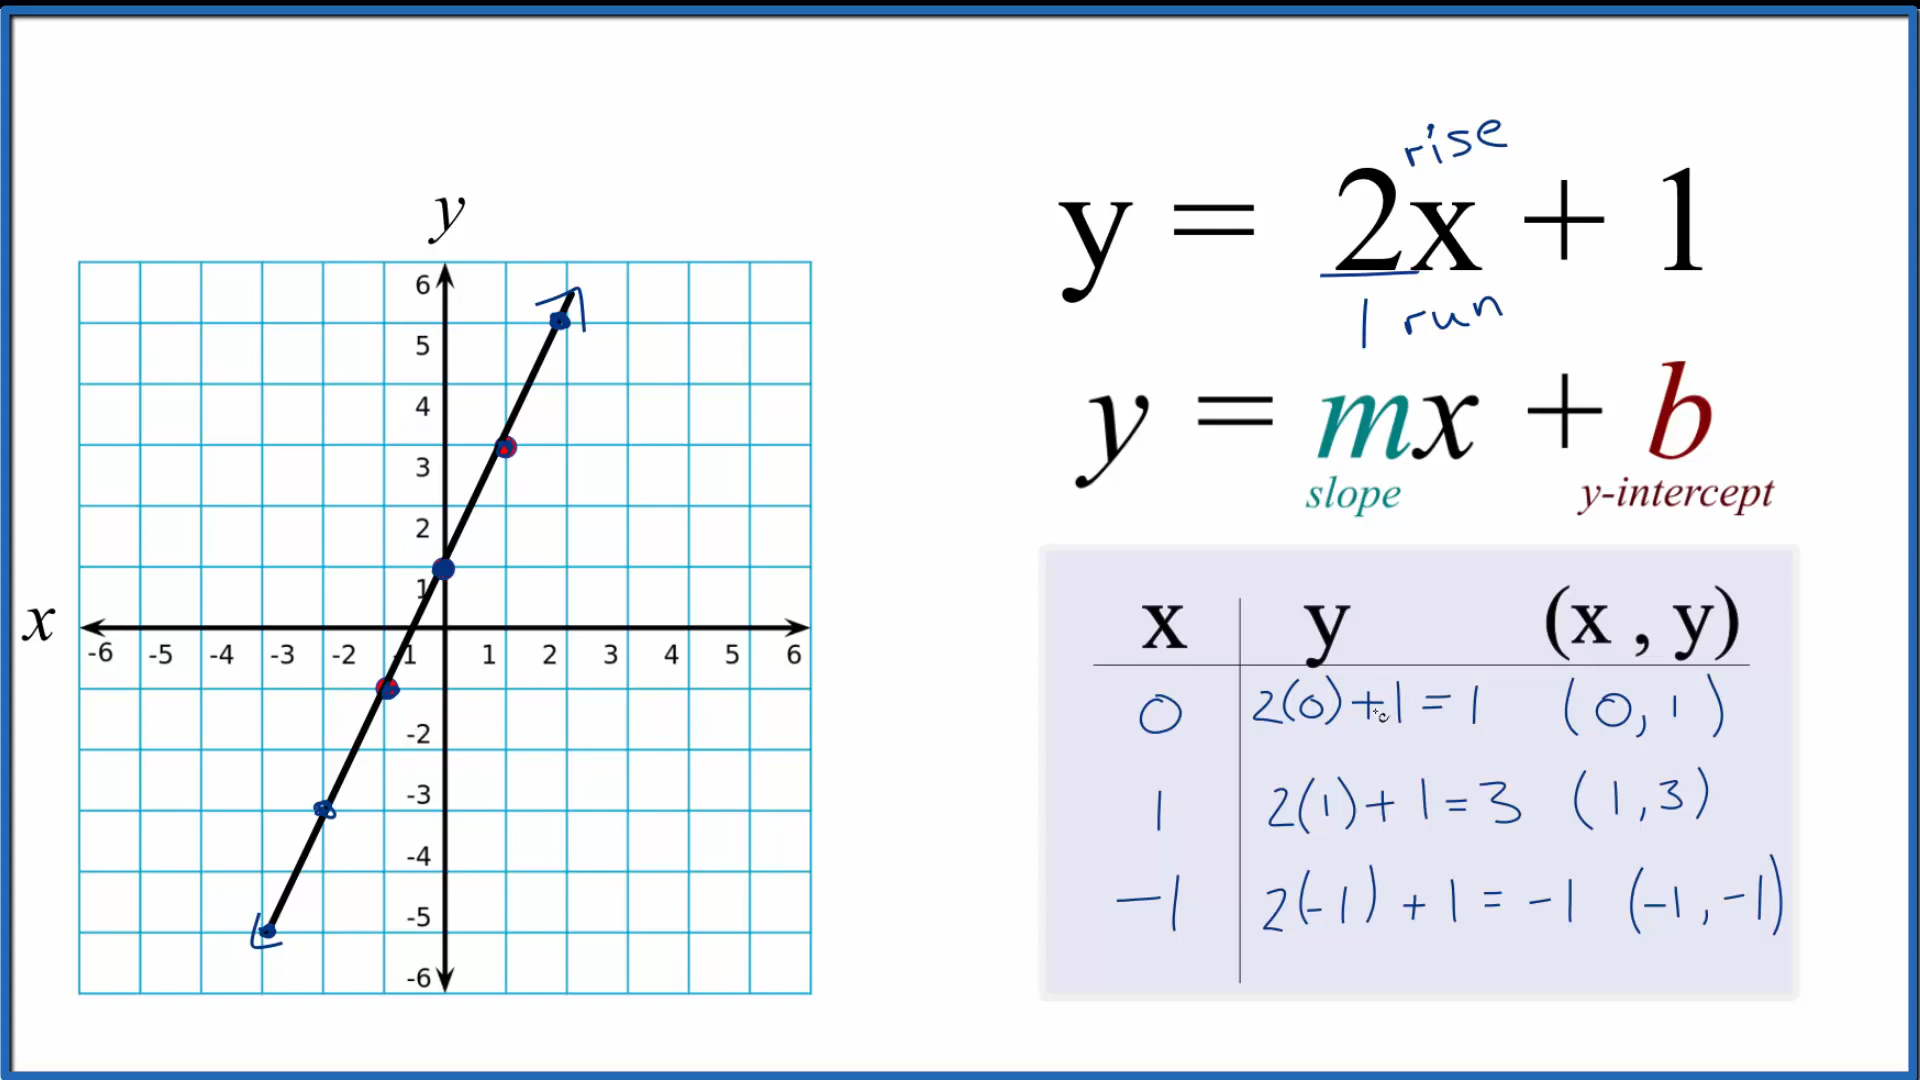 y
6
5
4
3
2
1
x
-6 -5 -4 -3 -2 -1 1 2 3 4 5 6
-2
-3
-4
-5
-6
rise
y = 2x + 1
1 run
y = mx + b
slope y-intercept
x y (x , y)
0 2(0)+1 = 1 (0, 1)
1 2(1)+ 1 = 3 (1, 3)
-1 2(-1) + 1 = -1 (-1, -1)